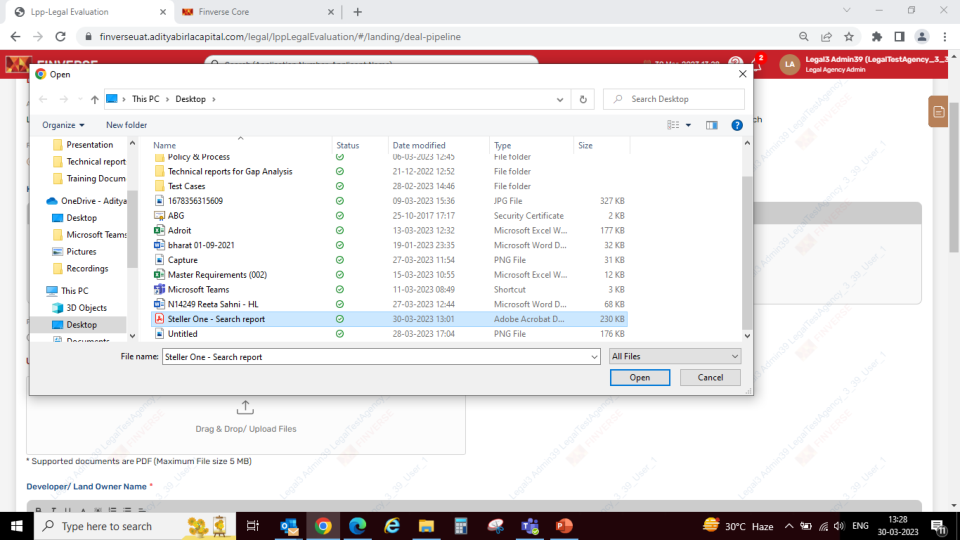 Lpp-Legal Evaluation
Finverse Core
finverseuat.adityabirlacapital.com/legal/lppLegalEvaluation/#/landing/deal-pipeline
2
LA
Legal3 Admin39 (LegalTestAgency_3_3
Legal Agency Admin
Open
This PC > Desktop >
Search Desktop
Organize
New folder
Name Status Date modified Type Size
Presentation
Technical report
Training Docum
OneDrive - Aditya
Desktop
Microsoft Teams
Pictures
Recordings
This PC
3D Objects
Desktop
Documents
Policy & Process 06-03-2023 12:45 File folder
Technical reports for Gap Analysis 21-12-2022 12:52 File folder
Test Cases 28-02-2023 14:46 File folder
1678356315609 09-03-2023 15:36 JPG File 327 KB
ABG 25-10-2017 17:17 Security Certificate 2 KB
Adroit 13-03-2023 12:32 Microsoft Excel W... 177 KB
bharat 01-09-2021 19-01-2023 23:35 Microsoft Word D... 32 KB
Capture 27-03-2023 11:54 PNG File 31 KB
Master Requirements (002) 15-03-2023 10:55 Microsoft Excel W... 12 KB
Microsoft Teams 11-03-2023 08:49 Shortcut 3 KB
N14249 Reeta Sahni - HL 27-03-2023 12:44 Microsoft Word D... 68 KB
Steller One - Search report 30-03-2023 13:01 Adobe Acrobat D... 230 KB
Untitled 28-03-2023 17:04 PNG File 176 KB
File name: Steller One - Search report
All Files
Open
Cancel
Drag & Drop/ Upload Files
* Supported documents are PDF (Maximum File size 5 MB)
Developer/ Land Owner Name *
Type here to search
30°C Haze
ENG
13:28
30-03-2023
11